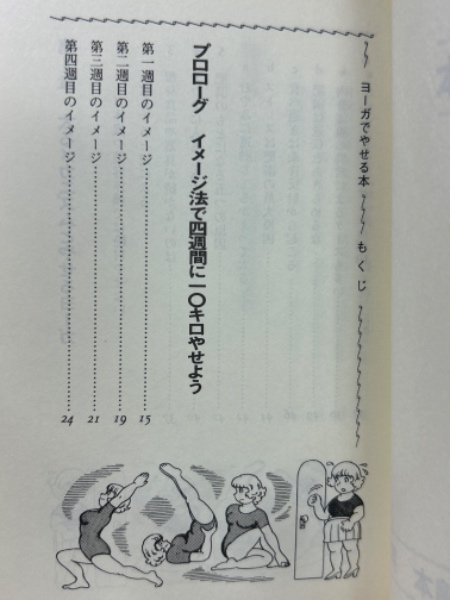 ヨーガでやせる本 もくじ
プロローグ イメージ法で四週間に一〇キロやせよう
第一週目のイメージ……………………15
第二週目のイメージ……………………19
第三週目のイメージ……………………21
第四週目のイメージ……………………24